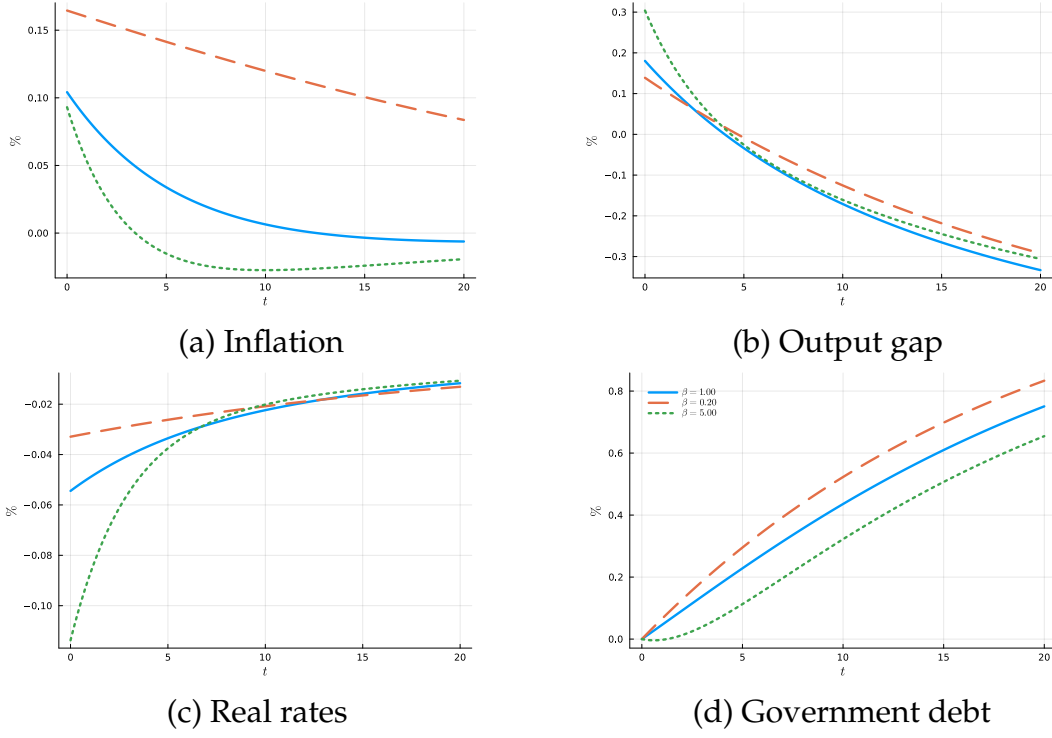 0.15
0.10
0.05
0.00
%
0 5 10 15 20
t
(a) Inflation
0.3
0.2
0.1
0.0
−0.1
−0.2
−0.3
%
0 5 10 15 20
t
(b) Output gap
−0.02
−0.04
−0.06
−0.08
−0.10
%
0 5 10 15 20
t
(c) Real rates
0.8
0.6
0.4
0.2
0.0
%
β = 1.00
β = 0.20
β = 5.00
0 5 10 15 20
t
(d) Government debt